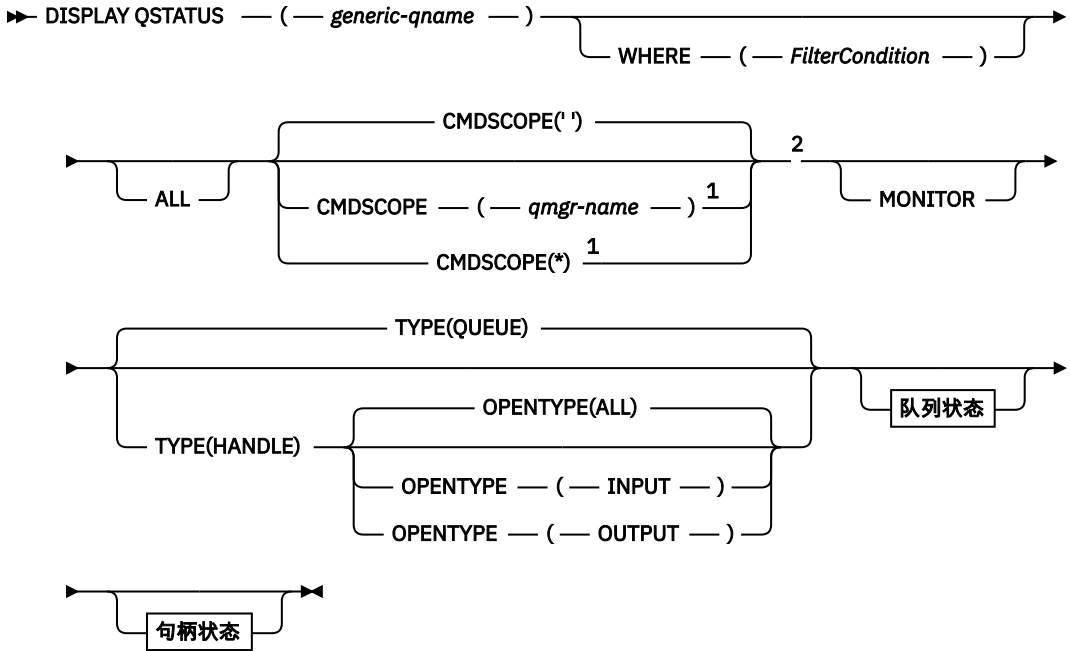 DISPLAY QSTATUS ( generic-qname )
WHERE ( FilterCondition )
CMDSCOPE(' ')
2
ALL
CMDSCOPE ( qmgr-name ) 1
MONITOR
CMDSCOPE(*) 1
TYPE(QUEUE)
OPENTYPE(ALL)
队列状态
TYPE(HANDLE)
OPENTYPE ( INPUT )
OPENTYPE ( OUTPUT )
句柄状态